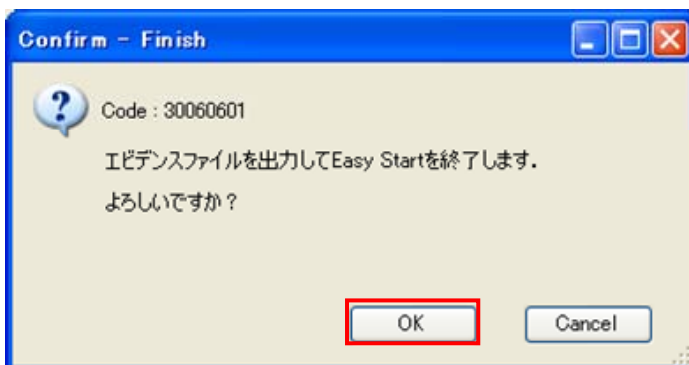 Confirm - Finish
Code : 30060601
エビデンスファイルを出力してEasy Startを終了します.
よろしいですか？
OK
Cancel